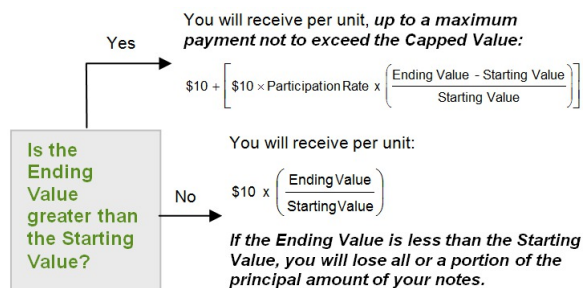 You will receive per unit, up to a maximum
payment not to exceed the Capped Value:
Yes
$10 + [ $10 × Participation Rate x ( Ending Value - Starting Value / Starting Value ) ]
Is the
Ending
Value
greater than
the Starting
Value?
You will receive per unit:
No
$10 x ( Ending Value / Starting Value )
If the Ending Value is less than the Starting
Value, you will lose all or a portion of the
principal amount of your notes.